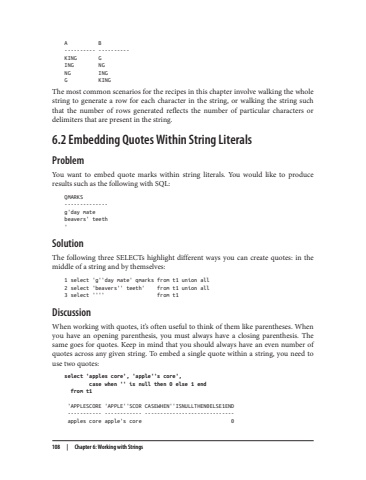 A          B
---------- ----------
KING       G
ING        NG
NG         ING
G          KING
The most common scenarios for the recipes in this chapter involve walking the whole
string to generate a row for each character in the string, or walking the string such
that the number of rows generated reflects the number of particular characters or
delimiters that are present in the string.
6.2 Embedding Quotes Within String Literals
Problem
You want to embed quote marks within string literals. You would like to produce
results such as the following with SQL:
QMARKS
--------------
g'day mate
beavers' teeth
'
Solution
The following three SELECTs highlight different ways you can create quotes: in the
middle of a string and by themselves:
1 select 'g''day mate' qmarks from t1 union all
2 select 'beavers'' teeth'    from t1 union all
3 select ''''                 from t1
Discussion
When working with quotes, it's often useful to think of them like parentheses. When
you have an opening parenthesis, you must always have a closing parenthesis. The
same goes for quotes. Keep in mind that you should always have an even number of
quotes across any given string. To embed a single quote within a string, you need to
use two quotes:
select 'apples core', 'apple''s core',
case when '' is null then 0 else 1 end
from t1
'APPLESCORE 'APPLE''SCOR CASEWHEN''ISNULLTHEN0ELSE1END
----------- ------------ -----------------------------
apples core apple's core                             0
108 | Chapter 6: Working with Strings